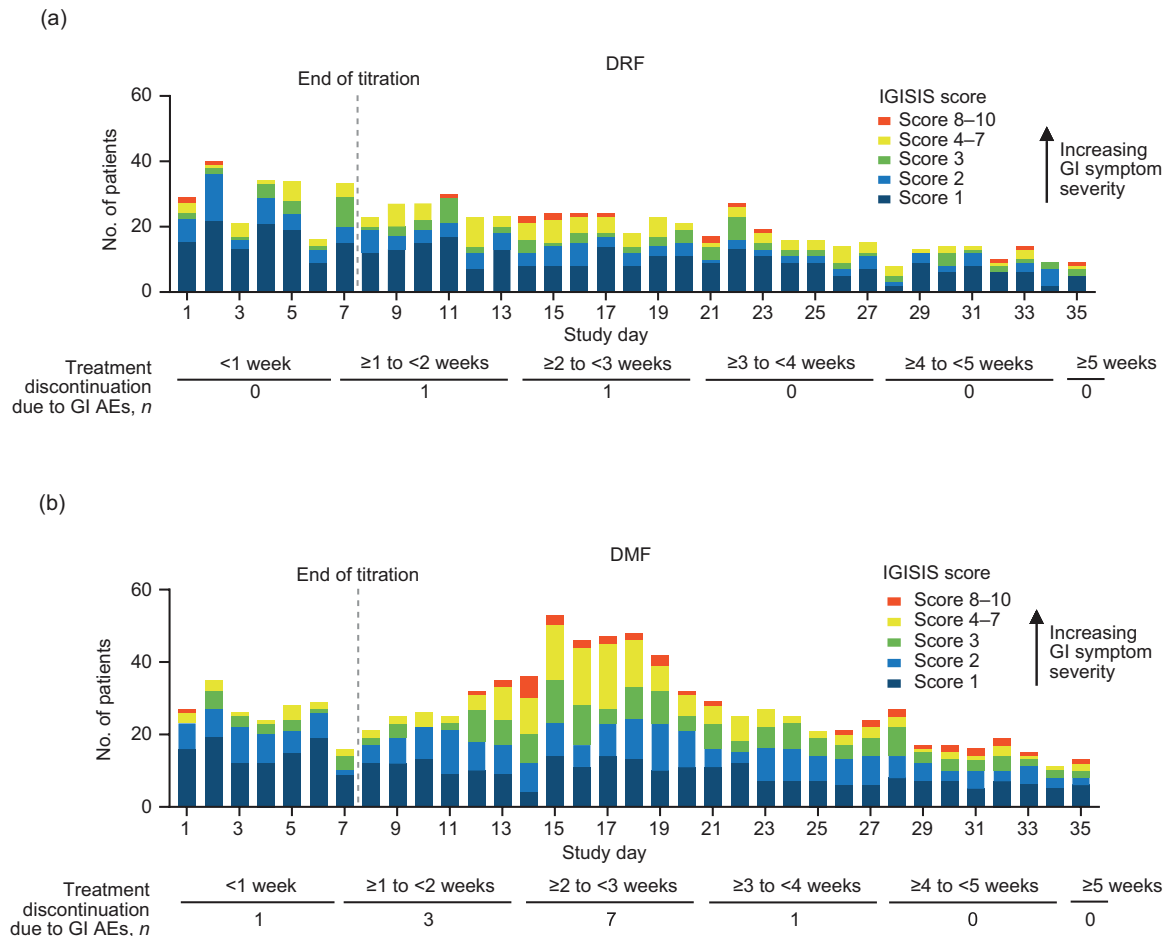 (a)
DRF
End of titration
IGISIS score
Score 8–10
Score 4–7
Score 3
Score 2
Score 1
Increasing
GI symptom
severity
No. of patients
60
40
20
0
1 3 5 7 9 11 13 15 17 19 21 23 25 27 29 31 33 35
Study day
Treatment
discontinuation
due to GI AEs, n
<1 week ≥1 to <2 weeks ≥2 to <3 weeks ≥3 to <4 weeks ≥4 to <5 weeks ≥5 weeks
0 1 1 0 0 0
(b)
DMF
End of titration
IGISIS score
Score 8–10
Score 4–7
Score 3
Score 2
Score 1
Increasing
GI symptom
severity
No. of patients
60
40
20
0
1 3 5 7 9 11 13 15 17 19 21 23 25 27 29 31 33 35
Study day
Treatment
discontinuation
due to GI AEs, n
<1 week ≥1 to <2 weeks ≥2 to <3 weeks ≥3 to <4 weeks ≥4 to <5 weeks ≥5 weeks
1 3 7 1 0 0